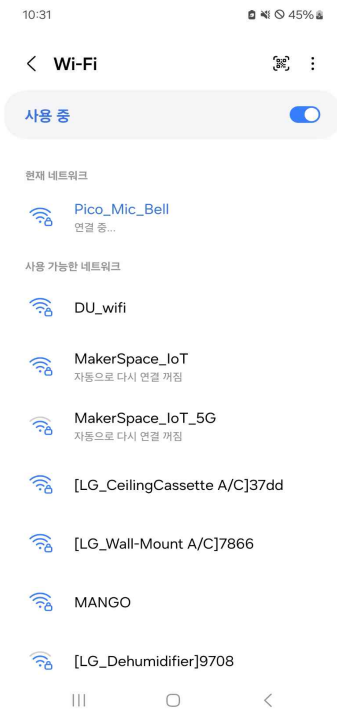 10:31
45%
Wi-Fi
사용 중
현재 네트워크
Pico_Mic_Bell
연결 중...
사용 가능한 네트워크
DU_wifi
MakerSpace_IoT
자동으로 다시 연결 꺼짐
MakerSpace_IoT_5G
자동으로 다시 연결 꺼짐
[LG_CeilingCassette A/C]37dd
[LG_Wall-Mount A/C]7866
MANGO
[LG_Dehumidifier]9708